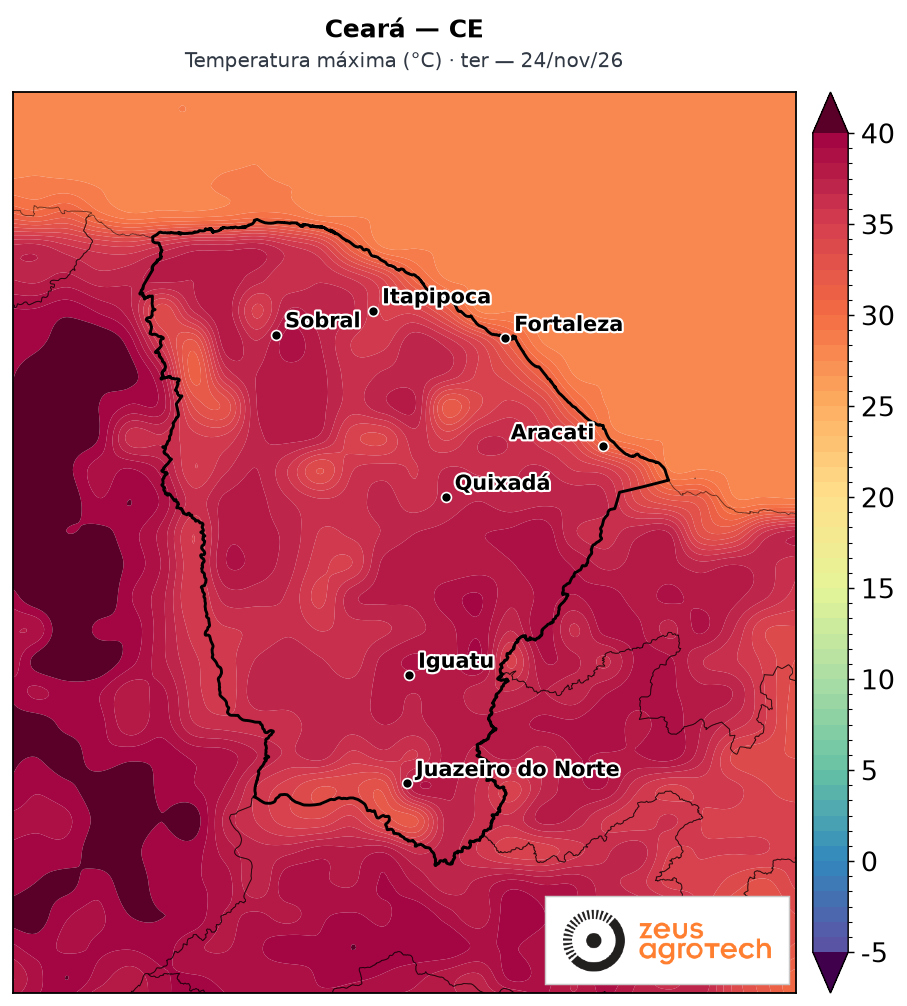 Ceará — CE
Temperatura máxima (°C) · ter — 24/nov/26
Itapipoca
Sobral
Fortaleza
Aracati
Quixadá
Iguatu
Juazeiro do Norte
40
35
30
25
20
15
10
5
0
-5
zeus
agrotech